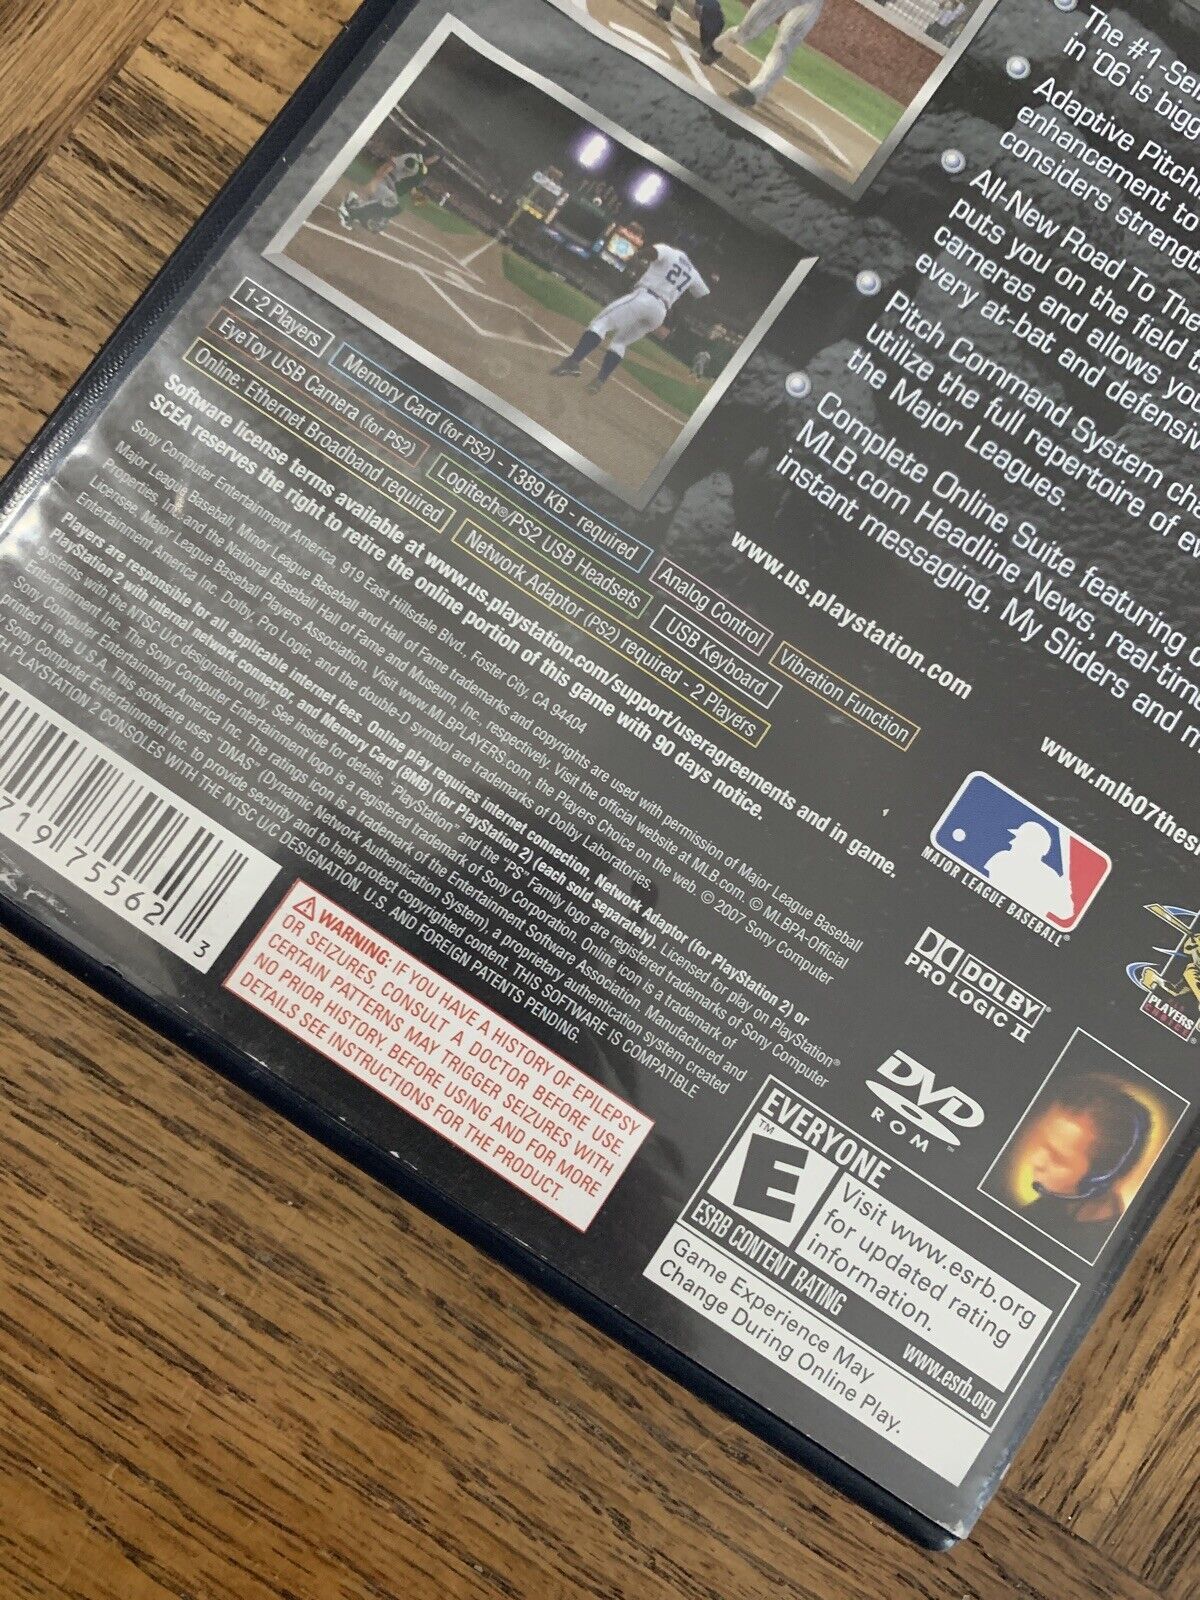 The #1-Sel
in '06 is bigg
Adaptive Pitch
enhancement to
considers strength
All-New Road To The
puts you on the field
cameras and allows you
every at-bat and defensiv
Pitch Command System
utilize the full repertoire of
the Major Leagues.
Complete Online Suite featuring
MLB.com Headline News, real-tim
instant messaging, My Sliders and m
27
1-2 Players
Memory Card (for PS2) - 1389 KB - required
Analog Control
Vibration Function
EyeToy USB Camera (for PS2)
Logitech®/PS2 USB Headsets
USB Keyboard
Online: Ethernet Broadband required
Network Adaptor (PS2) required - 2 Players
www.us.playstation.com
www.mlb07thes
Software license terms available at www.us.playstation.com/support/useragreements and in game.
SCEA reserves the right to retire the online portion of this game with 90 days notice.
Sony Computer Entertainment America, 919 East Hillsdale Blvd., Foster City, CA 94404
Major League Baseball, Minor League Baseball and Hall of Fame trademarks and copyrights are used with permission of Major League Baseball
Properties, Inc. and the National Baseball Hall of Fame and Museum, Inc., respectively. Visit the official website at MLB.com. © MLBPA-Official
Licensee, Major League Baseball Players Association. Visit www.MLBPLAYERS.com, the Players Choice on the web. © 2007 Sony Computer
Entertainment America Inc. Dolby, Pro Logic, and the double-D symbol are trademarks of Dolby Laboratories.
Players are responsible for all applicable internet fees. Online play requires internet connection, Network Adaptor (for PlayStation 2) or
PlayStation 2 with internal network connector, and Memory Card (8MB) (for PlayStation 2) (each sold separately). Licensed for play on PlayStation®
systems with the NTSC U/C designation only. See inside for details. "PlayStation" and the "PS" Family logo are registered trademarks of Sony Computer
Entertainment Inc. The Sony Computer Entertainment logo is a registered trademark of Sony Corporation. Online icon is a trademark of
Sony Computer Entertainment America Inc. The ratings icon is a trademark of the Entertainment Software Association. Manufactured and
printed in the U.S.A. This software uses "DNAS" (Dynamic Network Authentication System), a proprietary authentication system created
Sony Computer Entertainment Inc. to provide security and to help protect copyrighted content. THIS SOFTWARE IS COMPATIBLE
H PLAYSTATION 2 CONSOLES WITH THE NTSC U/C DESIGNATION. U.S. AND FOREIGN PATENTS PENDING.
719 75562 3
WARNING: IF YOU HAVE A HISTORY OF EPILEPSY
OR SEIZURES, CONSULT A DOCTOR BEFORE USE.
CERTAIN PATTERNS MAY TRIGGER SEIZURES WITH
NO PRIOR HISTORY. BEFORE USING AND FOR MORE
DETAILS SEE INSTRUCTIONS FOR THE PRODUCT.
MAJOR LEAGUE BASEBALL®
DOLBY®
PRO LOGIC II
PLAYERS
DVD
ROM™
EVERYONE
E™
ESRB CONTENT RATING
Visit www.esrb.org
for updated rating
information.
www.esrb.org
Game Experience May
Change During Online Play.